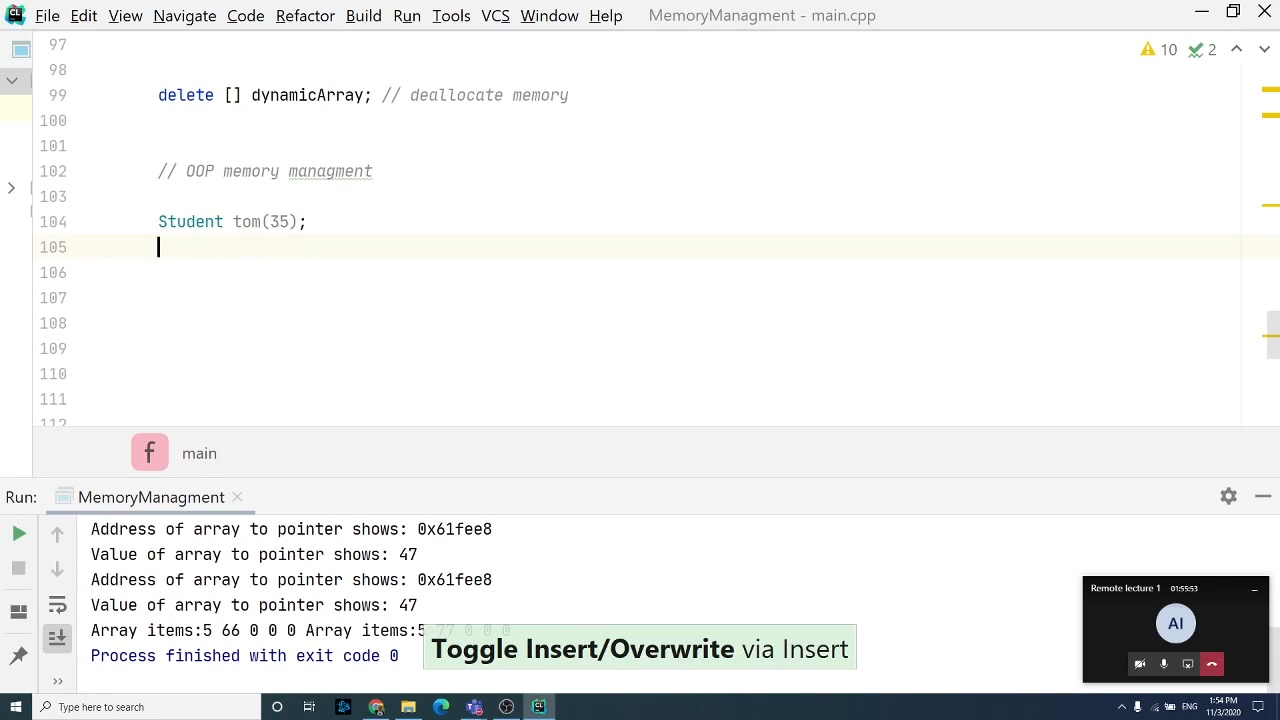 File Edit View Navigate Code Refactor Build Run Tools VCS Window Help MemoryManagment - main.cpp
97
10 2
98
99 delete [] dynamicArray; // deallocate memory
100
101
102 // OOP memory managment
103
104 Student tom(35);
105
106
107
108
109
110
111
112
f main
Run: MemoryManagment
Address of array to pointer shows: 0x61fee8
Value of array to pointer shows: 47
Address of array to pointer shows: 0x61fee8
Value of array to pointer shows: 47
Array items:5 66 0 0 0 Array items:5 77 0 0 0
Process finished with exit code 0
Toggle Insert/Overwrite via Insert
Remote lecture 1 01:55:53
AI
Type here to search
ENG
1:54 PM
11/3/2020